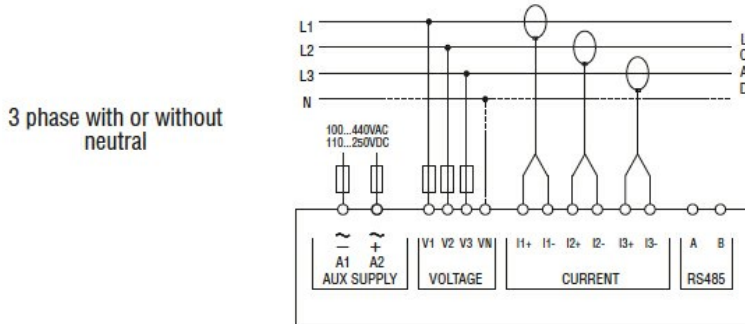 3 phase with or without
neutral
L1
L2
L3
N
L
O
A
D
100...440VAC
110...250VDC
~ ~
– +
A1 A2
AUX SUPPLY
V1 V2 V3 VN
VOLTAGE
I1+ I1- I2+ I2- I3+ I3-
CURRENT
A B
RS485